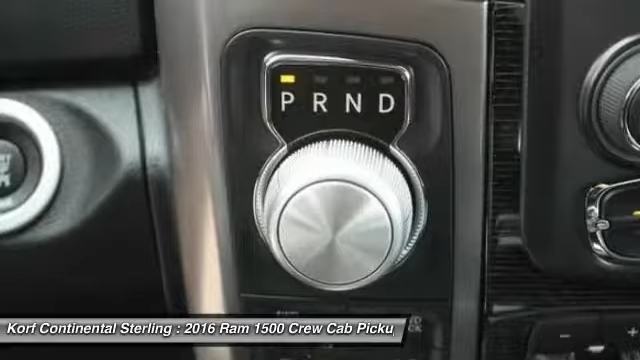 P R N D
Korf Continental Sterling : 2016 Ram 1500 Crew Cab Picku